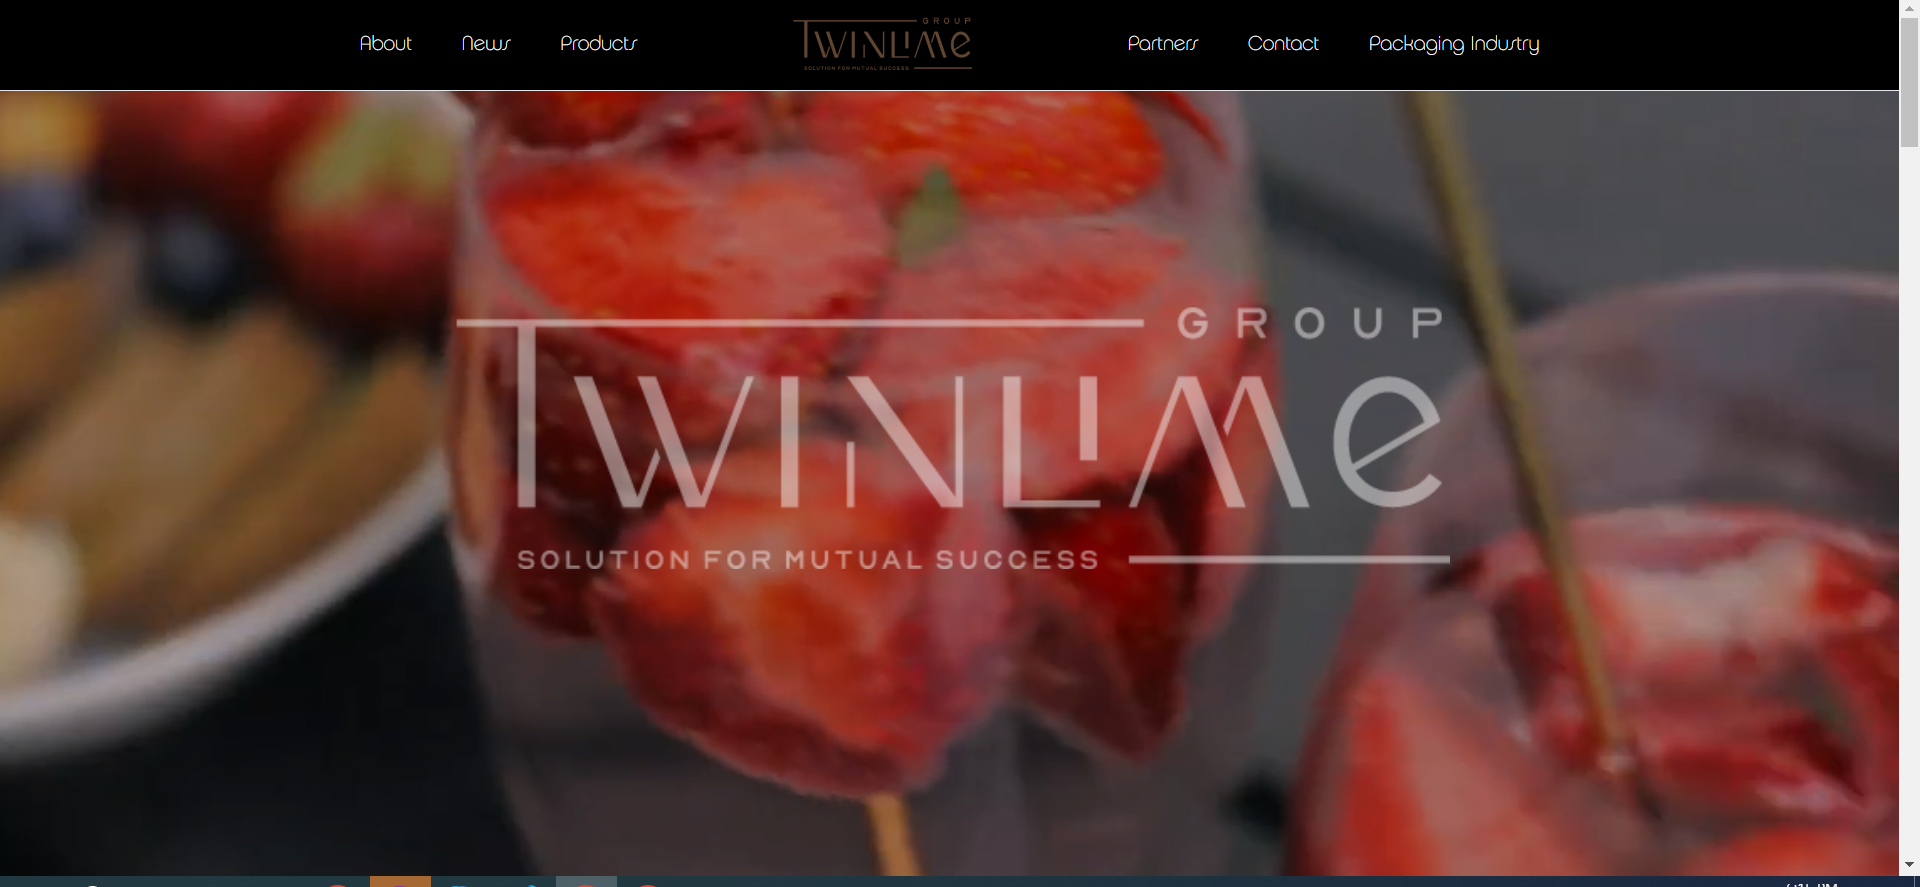 About News Products
GROUP
TWINLIME
SOLUTION FOR MUTUAL SUCCESS
Partners Contact Packaging Industry
GROUP
TWINLIMe
SOLUTION FOR MUTUAL SUCCESS